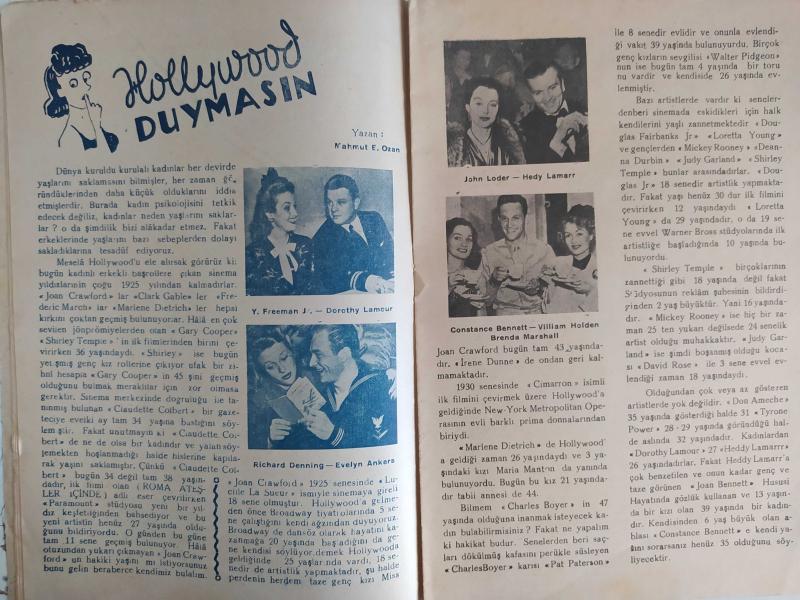 Hollywood
DUYMASIN
Yazan :
Mahmut E. Ozan
Dünya kuruldu kurulalı kadınlar her devirde
yaşlarını saklamasını bilmişler, her zaman gö-
ründüklerinden daha küçük olduklarını iddia
etmişlerdir. Burada kadın psikolojisini tetkik
edecek değiliz, kadınlar neden yaşlarını saklar-
lar ? o da şimdilik bizi alâkadar etmez. Fakat
erkeklerinde yaşlarını bazı sebeplerden dolayı
sakladıklarına tesadüf ediyoruz.
Meselâ Hollywood'u ele alırsak görürüz ki:
bugün kadınlı erkekli başrollere çıkan sinema
yıldızlarının çoğu 1925 yılından kalmadırlar.
«Joan Crawford» lar «Clark Gable» ler «Fre-
deric March» lar «Marlene Dietrich» ler hepsi
kırkını çoktan geçmiş bulunuyorlar. Hâlâ en çok
sevilen jönprömiyelerden olan «Gary Cooper»
«Shirley Temple» ' in ilk filimlerinden birini çe-
virirken 36 yaşındaydı. «Shirley» ise bugün
yetişmiş genç kız rollerine çıkıyor ufak bir zi-
hni hesapla «Gary Cooper» in 45 şini geçmiş
olduğunu bulmak meraklılar için zor olmasa
gerektir. Sinema merkezinde doğruluğu ile ta-
nınmış bulunan «Claudette Colbert» bir gaze-
teciye evelki ay tam 34 yaşına bastığını söyle-
miştir. Fakat unutmayın ki «Claudette Col-
bert» de ne de olsa bir kadındır ve yalan söy-
lemekten hoşlanmadığı halde hislerine kapıla-
rak yaşını saklamıştır. Çünkü «Claudette Col
bert» bugün 34 değil tam 38 yaşın-
dadır, ilk filmi olan (ROMA ATEŞ-
LER İÇİNDE) adlı eser çevrilirken
«Paramount» stüdyosu yeni bir yıl-
dız keşfettiğinden bahsediyor ve bu
yeni artistin henüz 27 yaşında oldu-
ğunu bildiriyordu. O günden bu güne
tam 11 sene geçmiş bulunuyor. Hâlâ
otuzundan yukarı çıkmayan «Joan Craw-
ford» un hakiki yaşını mı istiyorsunuz
bunu gelin beraberce kendimiz bulalım.
Y. Freeman Jr. — Dorothy Lamour
Richard Denning — Evelyn Ankers
«Joan Crawford» 1925 senesinde «Lu-
cille La Sueur» ismiyle sinemaya gireli
18 sene olmuştur. Hollywood'a gelme-
den önce Broadway tiyatrolarında 5 se-
ne çalıştığını kendi ağzından duyuyoruz.
Broadway de dansöz olarak hayatını ka-
zanmağa 20 yaşında başladığını da ge-
ne kendisi söylüyor, demek Hollywooda
geldiğinde 25 yaşlarında vardı, 18 se-
nedir de artistlik yapmaktadır, şu halde
perdenin herdem taze genç kızı Miss
John Loder — Hedy Lamarr
Constance Bennett — Villiam Holden
Brenda Marshall
Joan Crawford bugün tam 43 yaşında-
dır. «İrene Dunne» de ondan geri kal-
mamaktadır.
1930 senesinde « Cimarron » isimli
ilk filmini çevirmek üzere Hollywood'a
geldiğinde New-York Metropolitan Ope-
rasının evli barklı prima donnalarından
biriydi.
«Marlene Dietrich» de Hollywood'
a geldiği zaman 26 yaşındaydı ve 3 ya-
şındaki kızı Maria Manton da yanında
bulunuyordu. Bugün bu kız 21 yaşında-
dır tabii annesi de 44.
Bilmem «Charles Boyer» in 47
yaşında olduğuna inanmak isteyecek ka-
dın bulabilirmisiniz ? Fakat ne yapalım
ki hakikat budur. Senelerden beri saç-
ları dökülmüş kafasını perükle süsleyen
«CharlesBoyer» karısı «Pat Paterson»
ile 8 senedir evlidir ve onunla evlendi-
ği vakıt 39 yaşında bulunuyurdu. Birçok
genç kızların sevgilisi «Walter Pidgeon»
nun ise bugün tam 4 yaşında bir toru
nu vardır ve kendiside 26 yaşında ev-
lenmiştir.
Bazı artistlerde vardır ki seneler-
denberi sinemada eskidikleri için halk
kendilerini yaşlı zannetmektedir «Dou-
glas Fairbanks Jr» «Loretta Young»
ve gençlerden «Mickey Rooney» «Dean-
na Durbin» «Judy Garland» «Shirley
Temple» bunlar arasındadırlar. «Dou-
glas Jr» 18 senedir artistlik yapmakta-
dır. Fakat yaşı henüz 30 dur ilk filmini
çevirirken 12 yaşındaydı «Loretta
Young» da 29 yaşındadır, o da 19 se-
nne evvel Warner Bross stüdyolarında ilk
artistliğe başladığında 10 yaşında bu-
lunuyordu.
«Shirley Temple» birçoklarının
zannettiği gibi 18 yaşında değil fakat
Stüdyosunun reklâm şubesinin bildirdi-
ğinden 2 yaş büyüktür. Yani 16 yaşında-
dır. «Mickey Rooney» ise hiç bir za-
man 25 ten yukarı değilsede 24 senelik
artist olduğu muhakkaktır. «Judy Gar-
land» ise şimdi boşanmış olduğu koca-
sı «David Rose» ile 3 sene evvel ev-
lendiği zaman 18 yaşındaydı.
Olduğundan çok veya az gösteren
artistlerde yok değildir. «Don Ameche»
35 yaşında gösterdiği halde 31 «Tyrone
Power» 28 - 29 yaşında göründüğü hal-
de aslında 32 yaşındadır. Kadınlardan
«Dorothy Lamour» 27 «Heddy Lamarrr»
26 yaşındadırlar. Fakat Heddy Lamarr'a
çok benzetilen ve onun kadar genç ve
taze görünen «Joan Bennett» Hususi
Hayatında gözlük kullanan ve 13 yaşın-
da bir kızı olan 39 yaşında bir kadın-
dır. Kendisinden 6 yaş büyük olan a-
blası «Constance Bennett» e kendi ya-
şını sorarsanız henüz 35 olduğunu söy-
liyecektir.